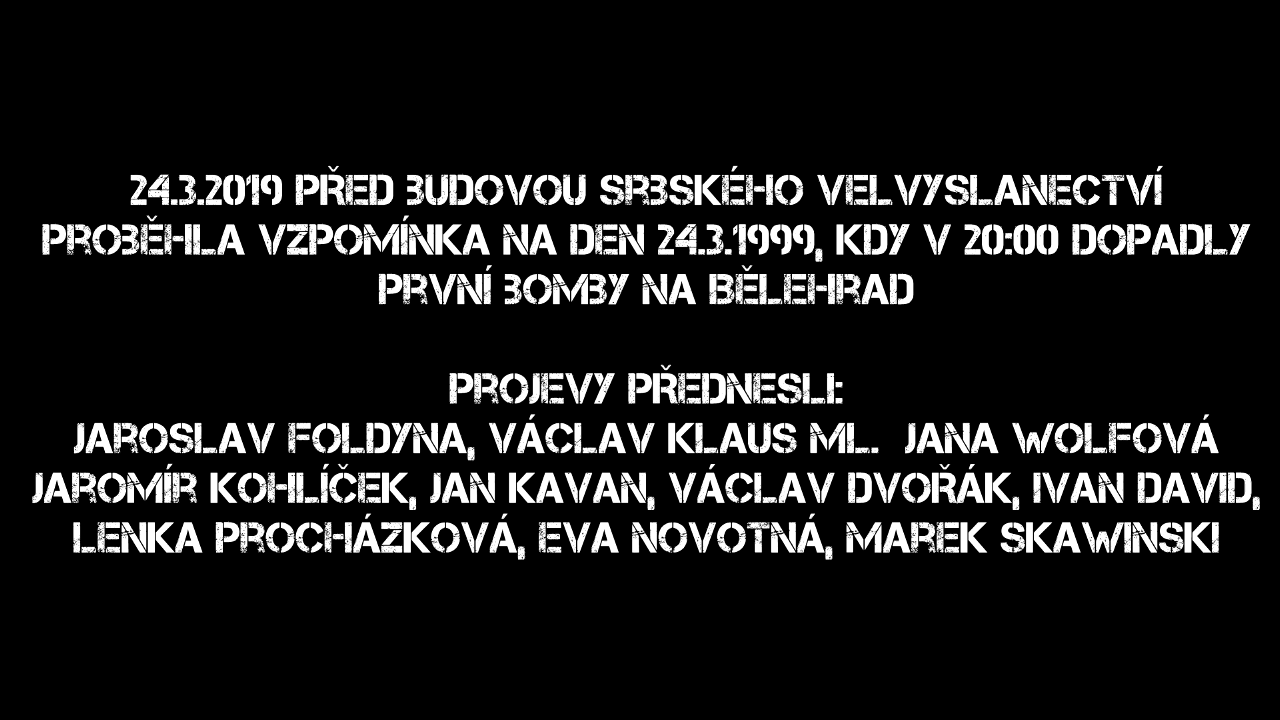 24.3.2019 PŘED BUDOVOU SRBSKÉHO VELVYSLANECTVÍ
PROBĚHLA VZPOMÍNKA NA DEN 24.3.1999, KDY V 20:00 DOPADLY
PRVNÍ BOMBY NA BĚLEHRAD
PROJEVY PŘEDNESLI:
JAROSLAV FOLDYNA, VÁCLAV KLAUS ML. JANA WOLFOVÁ
JAROMÍR KOHLÍČEK, JAN KAVAN, VÁCLAV DVOŘÁK, IVAN DAVID,
LENKA PROCHÁZKOVÁ, EVA NOVOTNÁ, MAREK SKAWINSKI